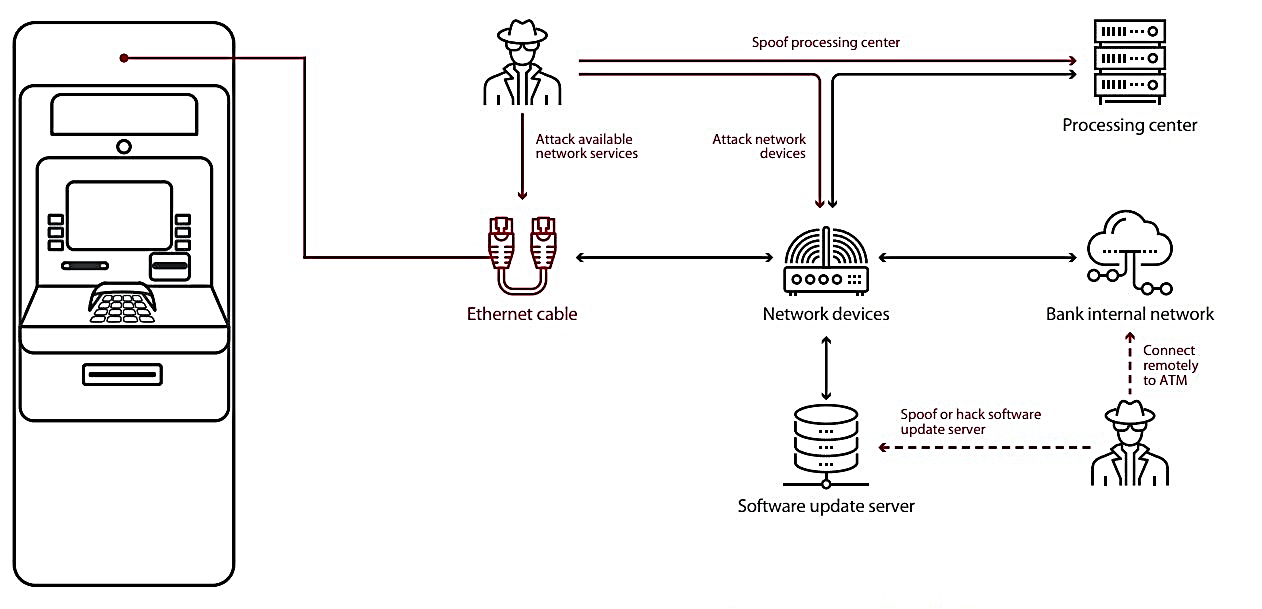 Spoof processing center
Processing center
Attack available
network services
Attack network
devices
Ethernet cable
Network devices
Bank internal network
Connect
remotely
to ATM
Spoof or hack software
update server
Software update server